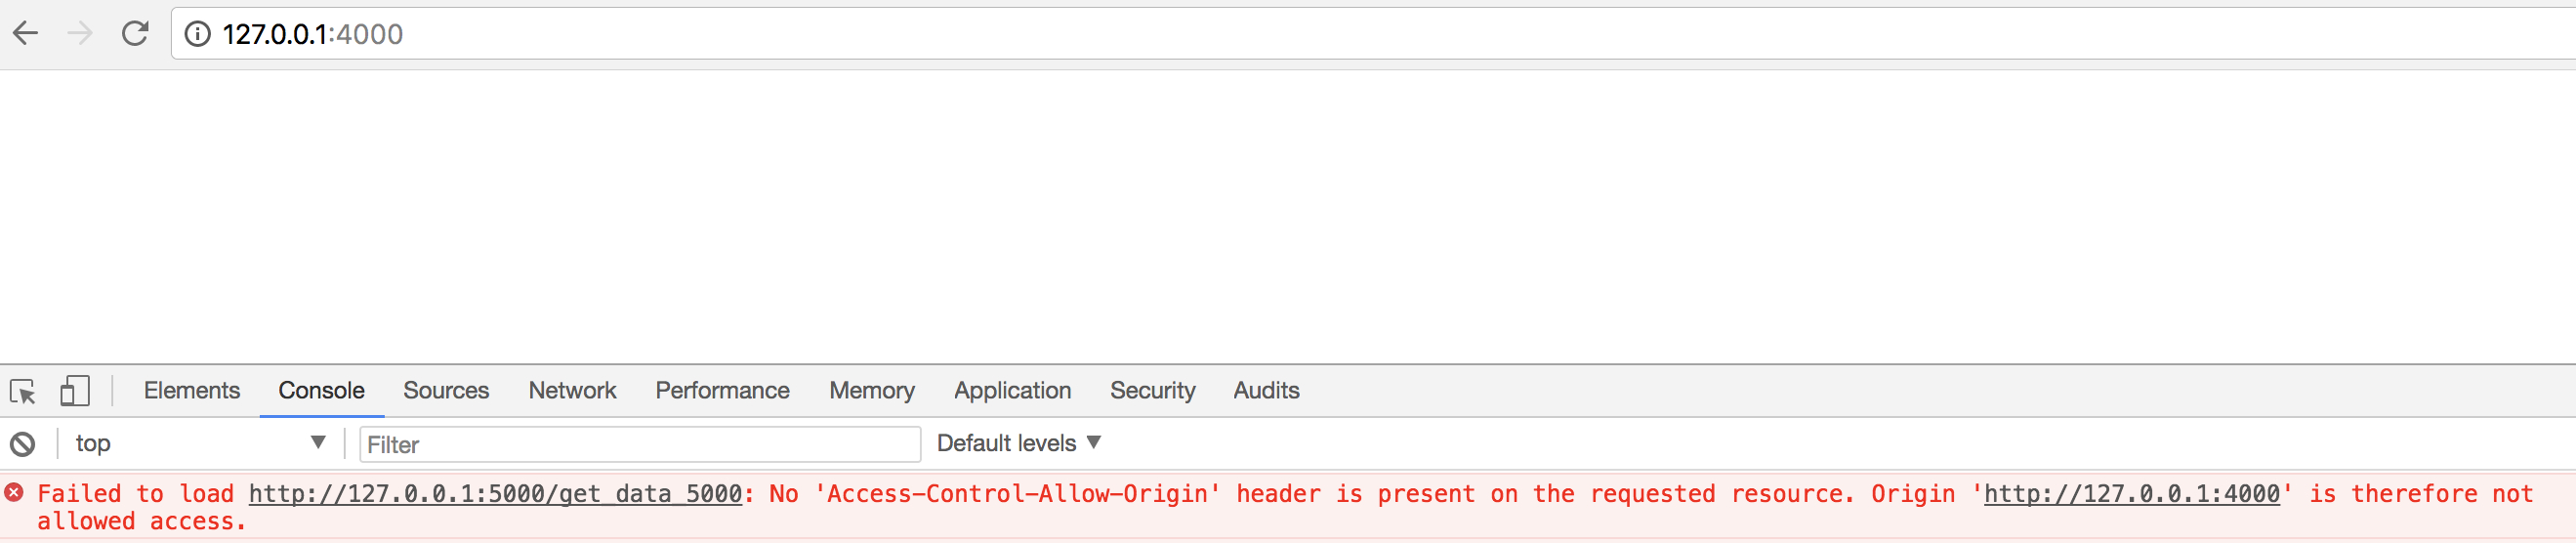 127.0.0.1:4000
Elements Console Sources Network Performance Memory Application Security Audits
top Filter Default levels
Failed to load http://127.0.0.1:5000/get_data_5000: No 'Access-Control-Allow-Origin' header is present on the requested resource. Origin 'http://127.0.0.1:4000' is therefore not
allowed access.